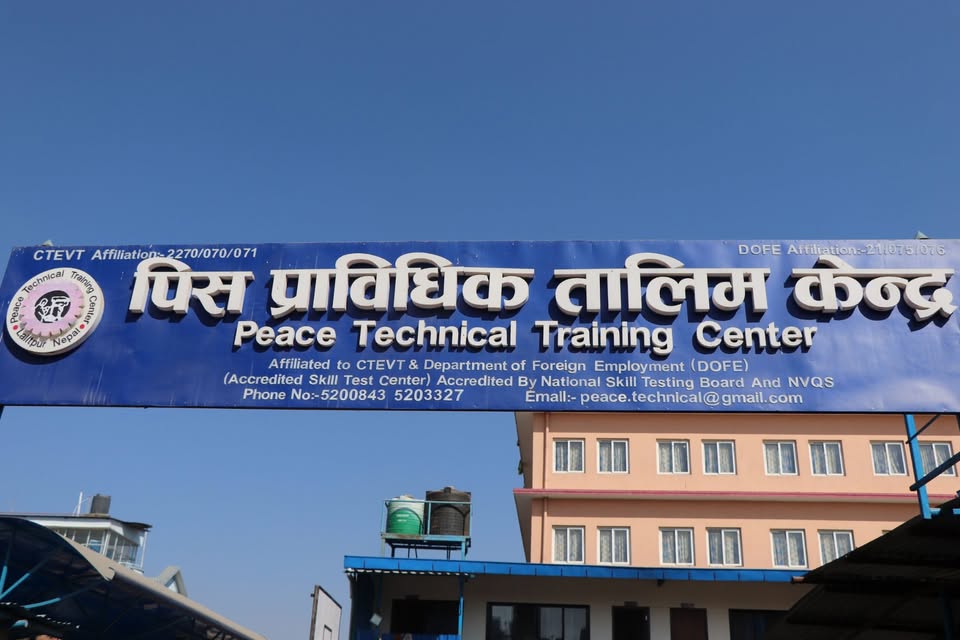 CTEVT Affiliation:-2270/070/071
DOFE Affiliation:-21/075/076
Peace Technical Training Center
Lalitpur Nepal
पिस प्राविधिक तालिम केन्द्र
Peace Technical Training Center
Affiliated to CTEVT & Department of Foreign Employment (DOFE)
(Accredited Skill Test Center) Accredited By National Skill Testing Board And NVQS
Phone No:-5200843 5203327 Email:- peace.technical@gmail.com